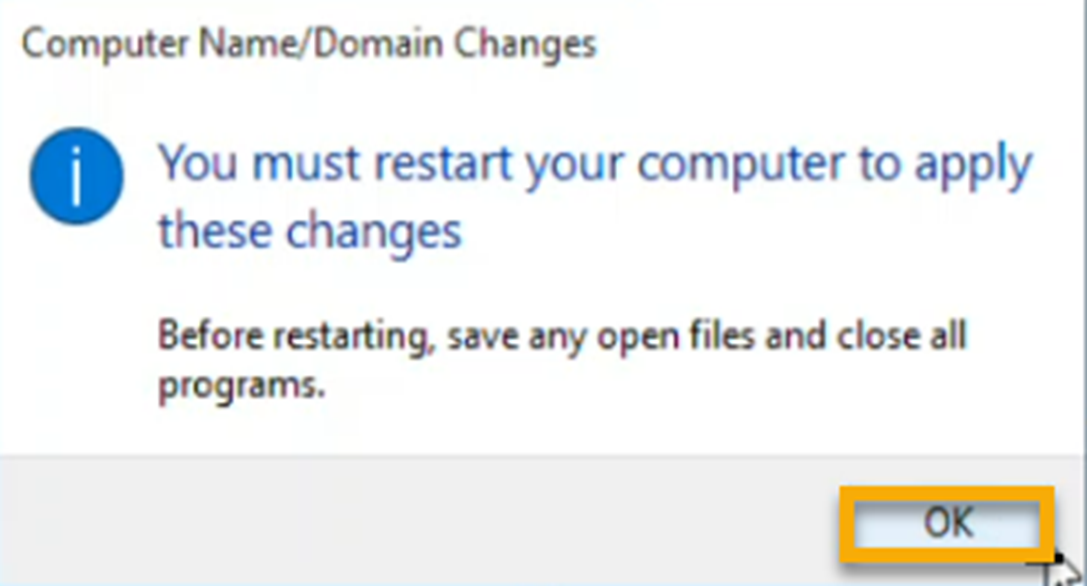 Computer Name/Domain Changes
You must restart your computer to apply
these changes
Before restarting, save any open files and close all
programs.
OK